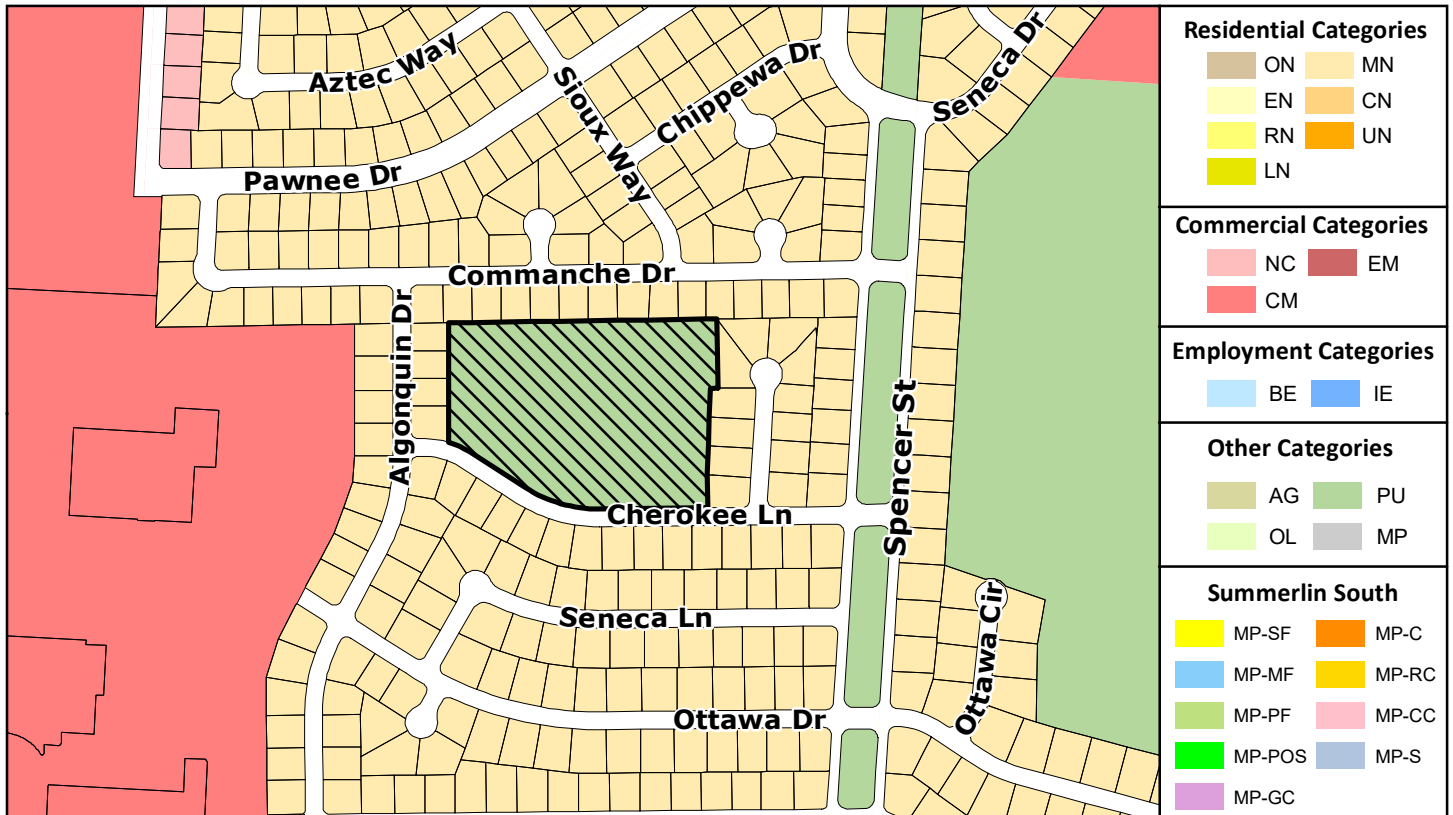 Aztec Way
Sioux Way
Chippewa Dr
Seneca Dr
Pawnee Dr
Commanche Dr
Algonquin Dr
Spencer St
Cherokee Ln
Seneca Ln
Ottawa Cir
Ottawa Dr
Residential Categories
ON MN
EN CN
RN UN
LN
Commercial Categories
NC EM
CM
Employment Categories
BE IE
Other Categories
AG PU
OL MP
Summerlin South
MP-SF MP-C
MP-MF MP-RC
MP-PF MP-CC
MP-POS MP-S
MP-GC